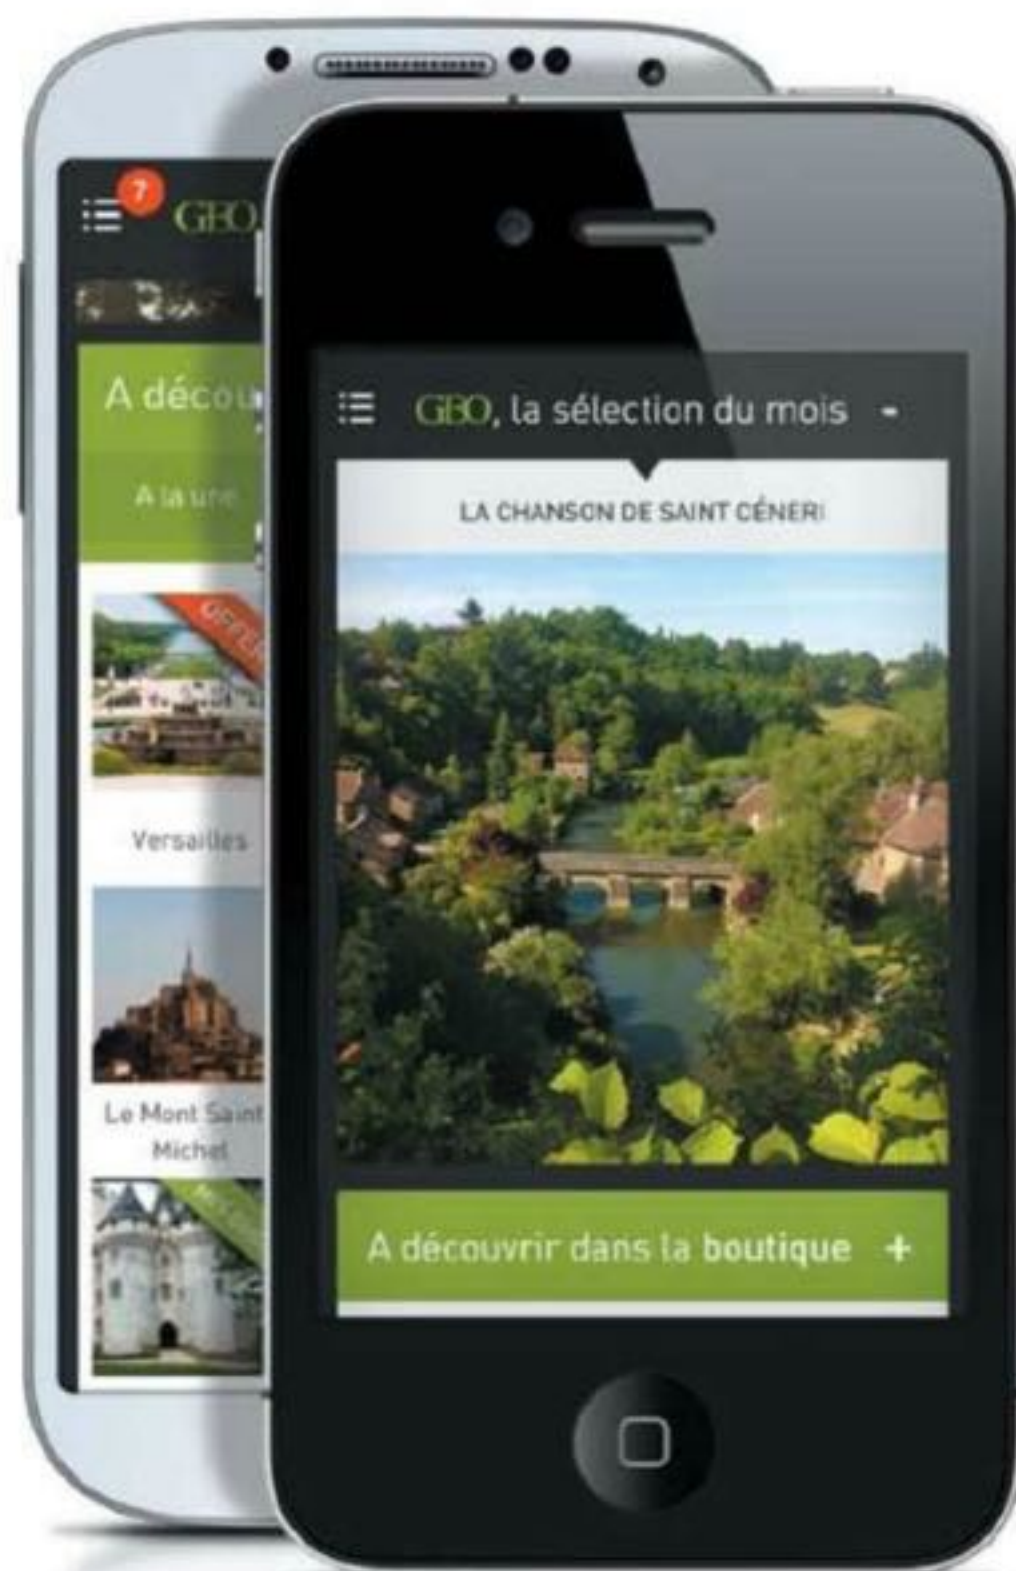 7
GEO
A décou
A la une
Versailles
Le Mont Saint
Michel
GEO, la sélection du mois -
LA CHANSON DE SAINT CÉNERI
A découvrir dans la boutique +